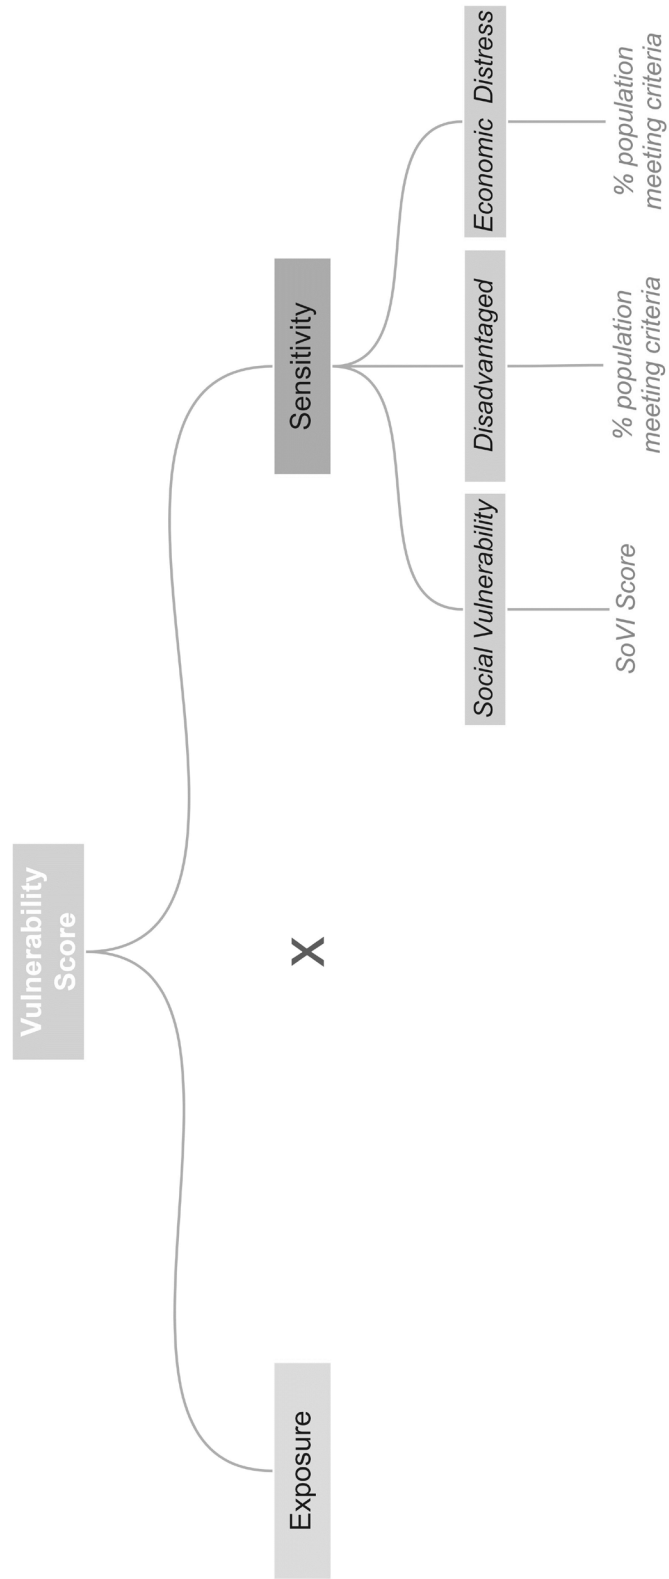 Vulnerability
Score
Exposure
X
Sensitivity
Social Vulnerability
Disadvantaged
Economic Distress
SoVI Score
% population
meeting criteria
% population
meeting criteria